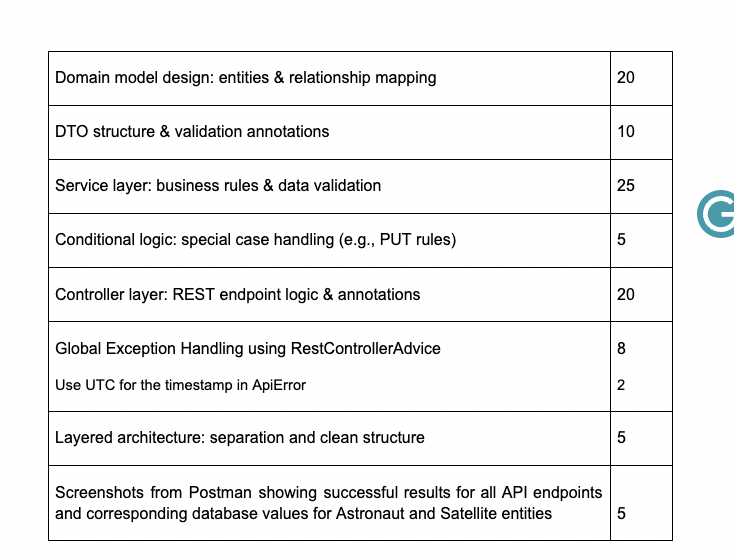 Domain model design: entities & relationship mapping 20
DTO structure & validation annotations 10
Service layer: business rules & data validation 25
Conditional logic: special case handling (e.g., PUT rules) 5
Controller layer: REST endpoint logic & annotations 20
Global Exception Handling using RestControllerAdvice 8
Use UTC for the timestamp in ApiError 2
Layered architecture: separation and clean structure 5
Screenshots from Postman showing successful results for all API endpoints
and corresponding database values for Astronaut and Satellite entities 5